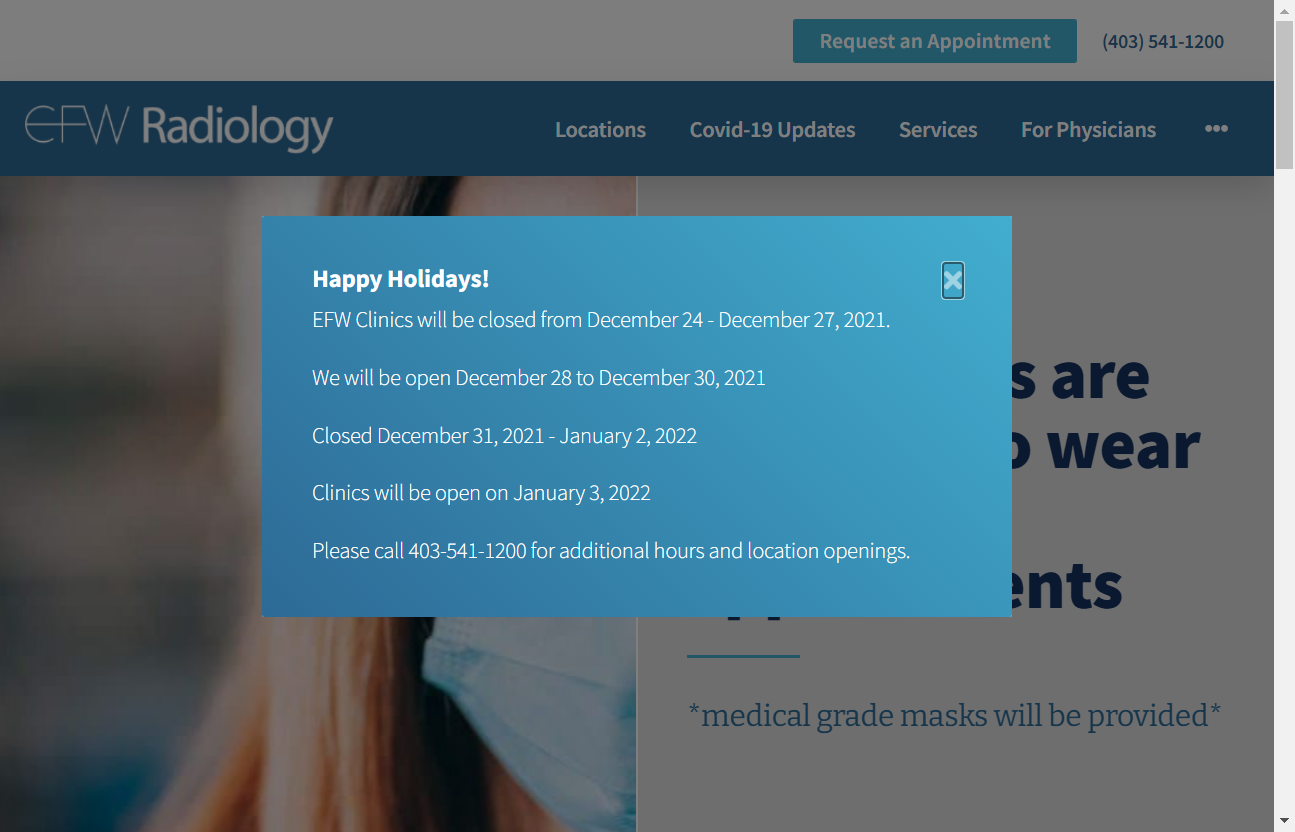 Request an Appointment (403) 541-1200
EFW Radiology
Locations Covid-19 Updates Services For Physicians •••
Happy Holidays!
EFW Clinics will be closed from December 24 - December 27, 2021.
We will be open December 28 to December 30, 2021
Closed December 31, 2021 - January 2, 2022
Clinics will be open on January 3, 2022
Please call 403-541-1200 for additional hours and location openings.
are
wear
*medical grade masks will be provided*